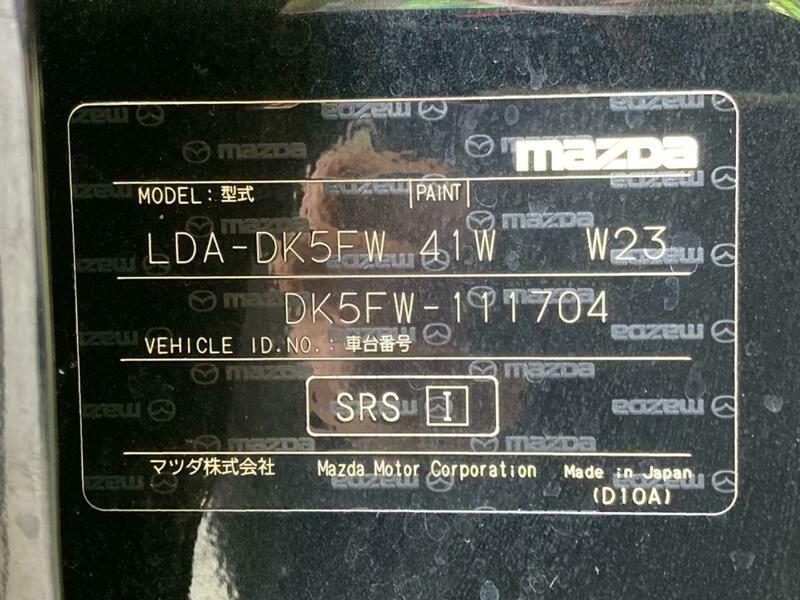 mazda
MODEL：型式 PAINT
LDA-DK5FW 41W W23
DK5FW-111704
VEHICLE ID.NO.：車台番号
SRS I
マツダ株式会社 Mazda Motor Corporation Made in Japan
(D10A)